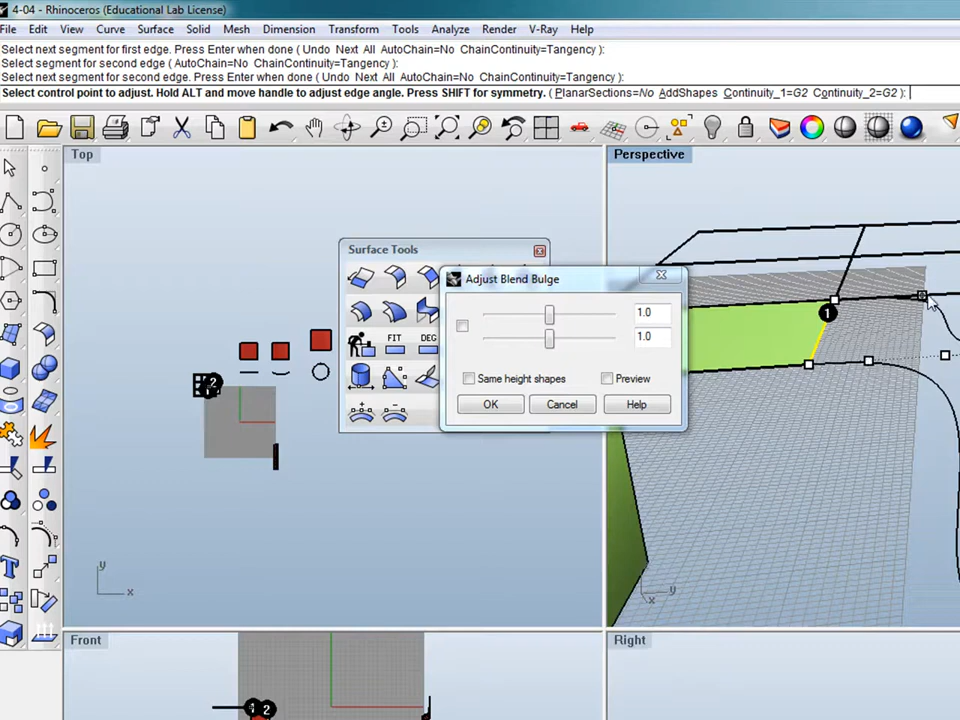 4-04 - Rhinoceros (Educational Lab License)
File Edit View Curve Surface Solid Mesh Dimension Transform Tools Analyze Render V-Ray Help
Select next segment for first edge. Press Enter when done ( Undo Next All AutoChain=No ChainContinuity=Tangency ):
Select segment for second edge ( AutoChain=No ChainContinuity=Tangency ):
Select next segment for second edge. Press Enter when done ( Undo Next All AutoChain=No ChainContinuity=Tangency ):
Select control point to adjust. Hold ALT and move handle to adjust edge angle. Press SHIFT for symmetry. ( PlanarSections=No AddShapes Continuity_1=G2 Continuity_2=G2 ):
Top
Perspective
Surface Tools
Adjust Blend Bulge
1.0
1
1.0
FIT DEG
Same height shapes Preview
2
OK Cancel Help
y
x
y
x
T
Front
Right
2